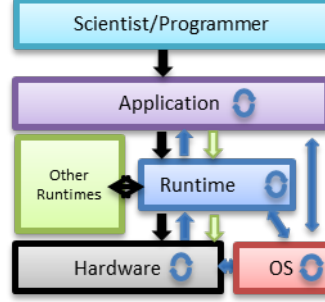 Scientist/Programmer
Application
Other
Runtimes
Runtime
Hardware
OS